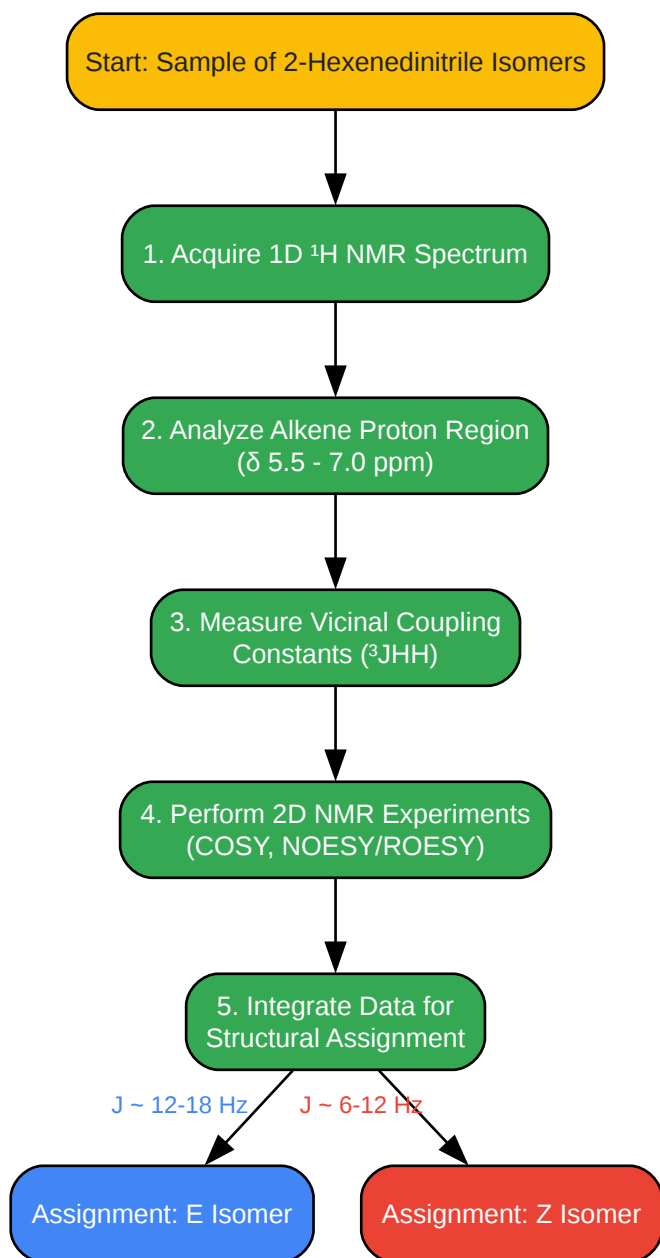 Start: Sample of 2-Hexenedinitrile Isomers
1. Acquire 1D ¹H NMR Spectrum
2. Analyze Alkene Proton Region
(δ 5.5 - 7.0 ppm)
3. Measure Vicinal Coupling
Constants (³JHH)
4. Perform 2D NMR Experiments
(COSY, NOESY/ROESY)
5. Integrate Data for
Structural Assignment
J ~ 12-18 Hz
J ~ 6-12 Hz
Assignment: E Isomer
Assignment: Z Isomer